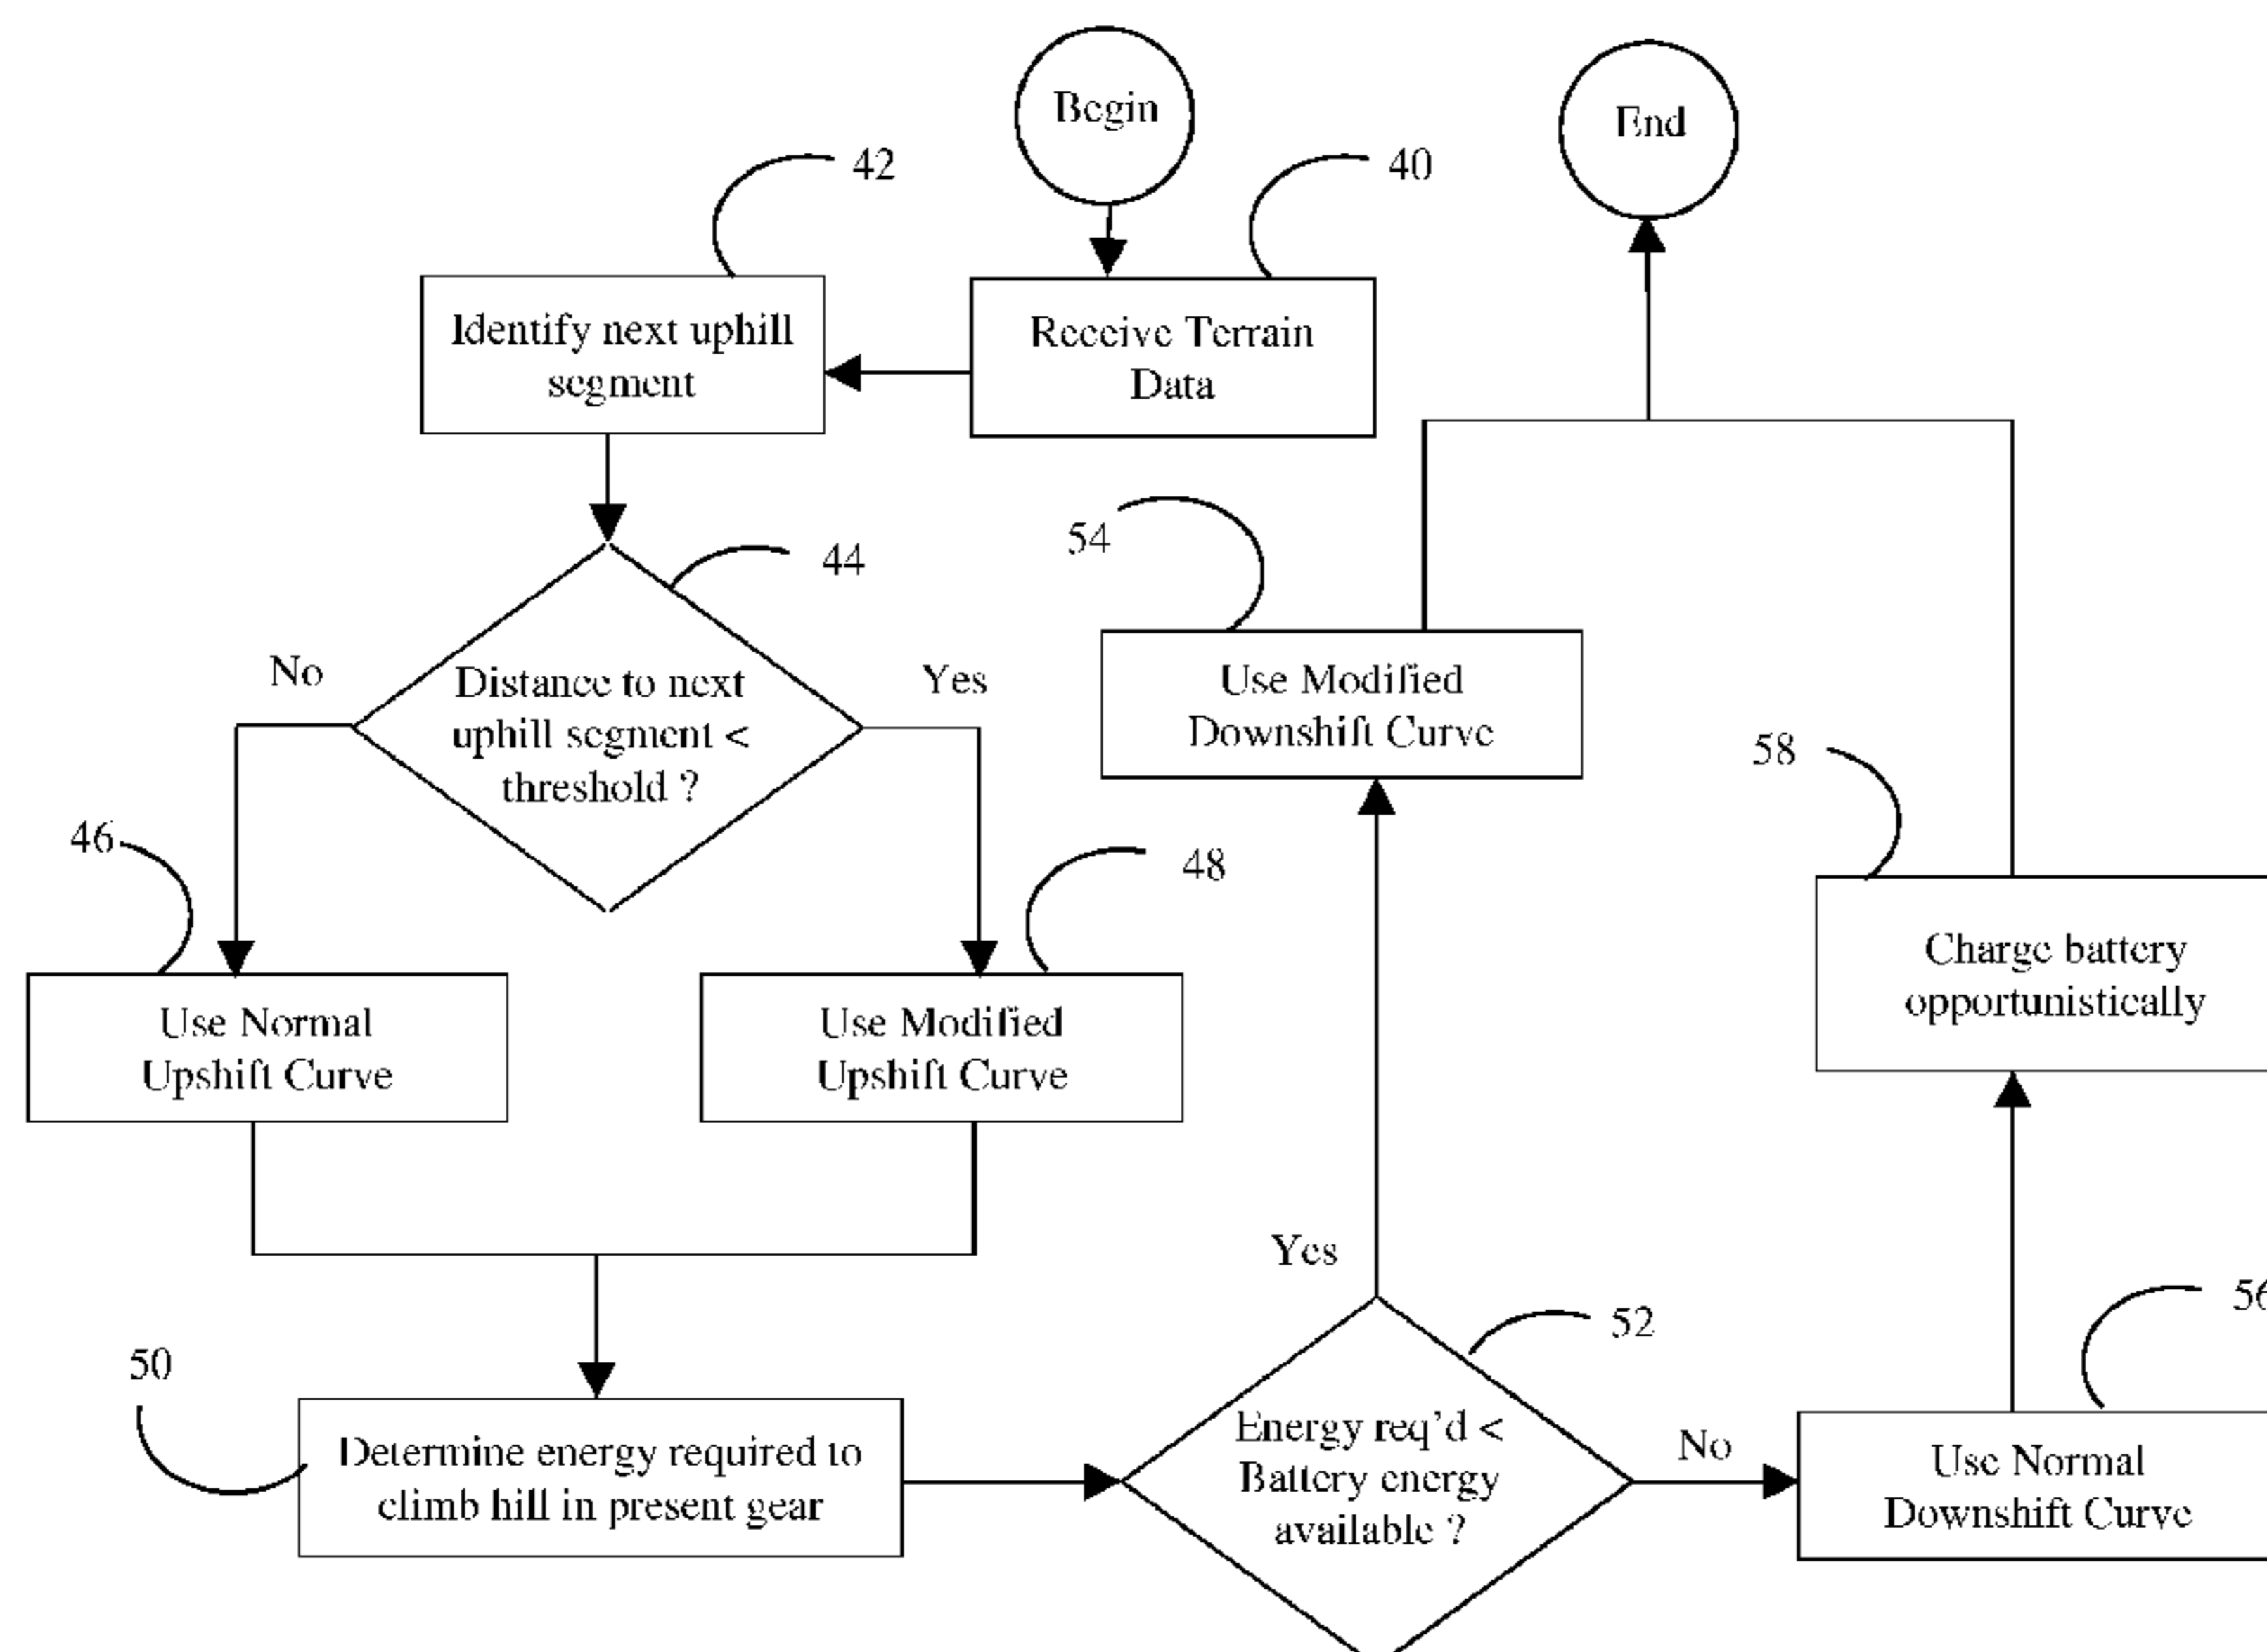 Begin
End
42
40
Identify next uphill
segment
Receive Terrain
Data
54
44
No
Distance to next
uphill segment <
threshold ?
Yes
Use Modified
Downshift Curve
58
46
48
Use Normal
Upshift Curve
Use Modified
Upshift Curve
Charge battery
opportunistically
Yes
52
56
50
Determine energy required to
climb hill in present gear
Energy req'd <
Battery energy
available ?
No
Use Normal
Downshift Curve